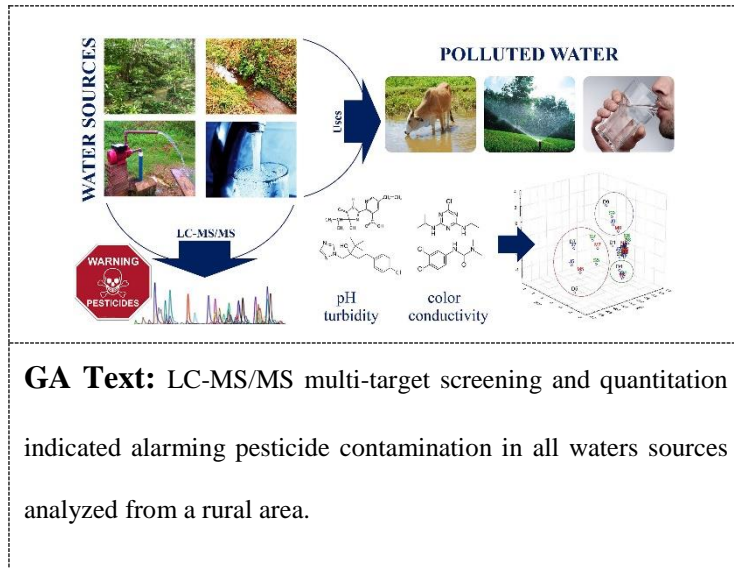 POLLUTED WATER
WATER SOURCES
Uses
LC-MS/MS
WARNING
PESTICIDES
pH
turbidity
color
conductivity
GA Text: LC-MS/MS multi-target screening and quantitation
indicated alarming pesticide contamination in all waters sources
analyzed from a rural area.